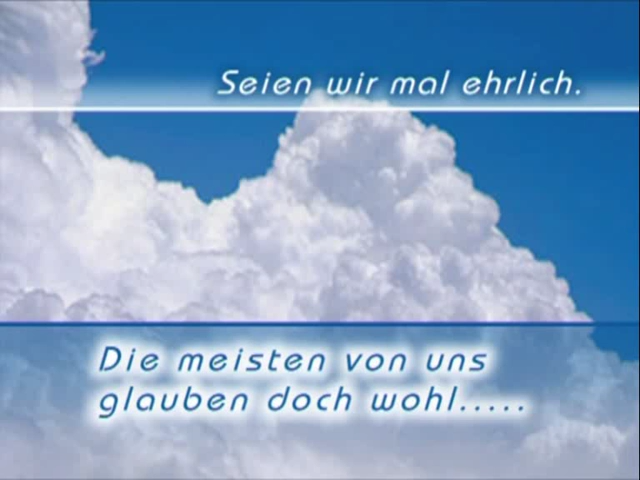 Seien wir mal ehrlich.
Die meisten von uns
glauben doch wohl.....